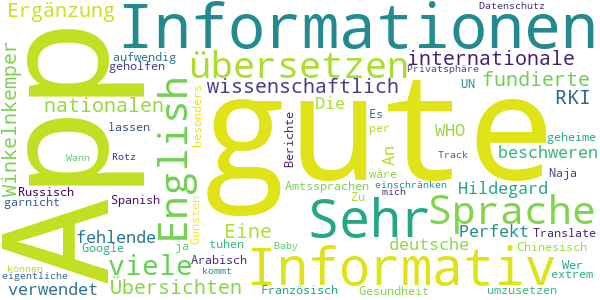 Ergänzung
Informationen
Datenschutz
App
aufwendig
geholfen
übersetzen
internationale
Privatsphäre
Winkelnkemper
nationalen
English
besonders
wissenschaftlich
gute
UN
fundierte
RKI
lassen
Berichte
Die
Es
per
An
WHO
geheime
beschweren
Wann
Rotz
Track
Amtssprachen
wäre
einschränken
mich
Naja
Russisch
garnicht
Spanish
Gunsten
Zu
Hildegard
Sehr
Sprache
fehlende
Google
Eine
tuhen
ja
deutsche
Perfekt
Translate
viele
Arabisch
Baby
Informativ
Chinesisch
können
eigentliche
kommt
Wer
extrem
verwendet
Übersichten
Französisch
Gesundheit
umzusetzen